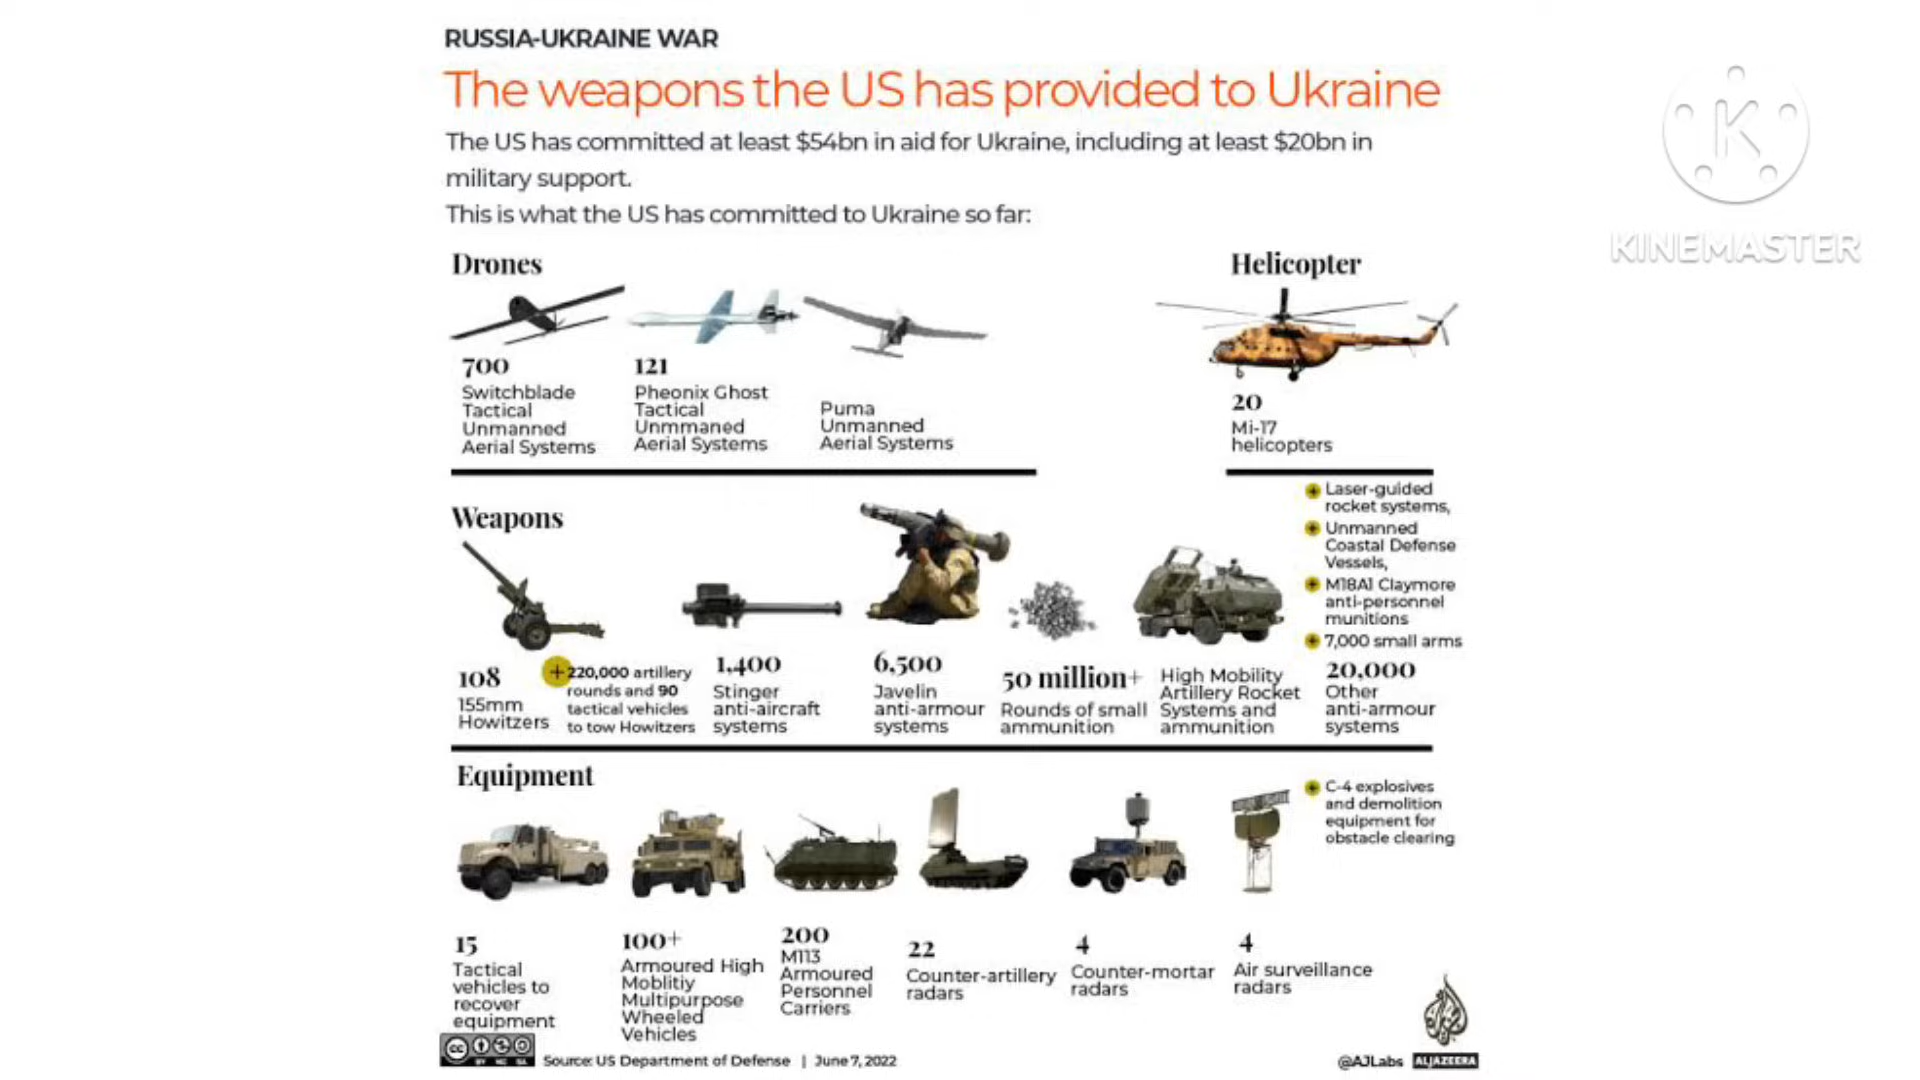 RUSSIA-UKRAINE WAR
The weapons the US has provided to Ukraine
The US has committed at least $54bn in aid for Ukraine, including at least $20bn in
military support.
This is what the US has committed to Ukraine so far:
KINEMASTER
Drones
700
Switchblade
Tactical
Unmanned
Aerial Systems
121
Pheonix Ghost
Tactical
Unmmaned
Aerial Systems
Puma
Unmanned
Aerial Systems
Helicopter
20
Mi-17
helicopters
Weapons
108
155mm
Howitzers
+ 220,000 artillery
rounds and 90
tactical vehicles
to tow Howitzers
1,400
Stinger
anti-aircraft
systems
6,500
Javelin
anti-armour
systems
50 million+
Rounds of small
ammunition
High Mobility
Artillery Rocket
Systems and
ammunition
+ Laser-guided
rocket systems,
+ Unmanned
Coastal Defense
Vessels,
+ M18A1 Claymore
anti-personnel
munitions
+ 7,000 small arms
20,000
Other
anti-armour
systems
Equipment
15
Tactical
vehicles to
recover
equipment
100+
Armoured High
Moblitiy
Multipurpose
Wheeled
Vehicles
200
M113
Armoured
Personnel
Carriers
22
Counter-artillery
radars
4
Counter-mortar
radars
4
Air surveillance
radars
+ C-4 explosives
and demolition
equipment for
obstacle clearing
cc BY NC SA
Source: US Department of Defense | June 7, 2022
@AJLabs ALJAZEERA